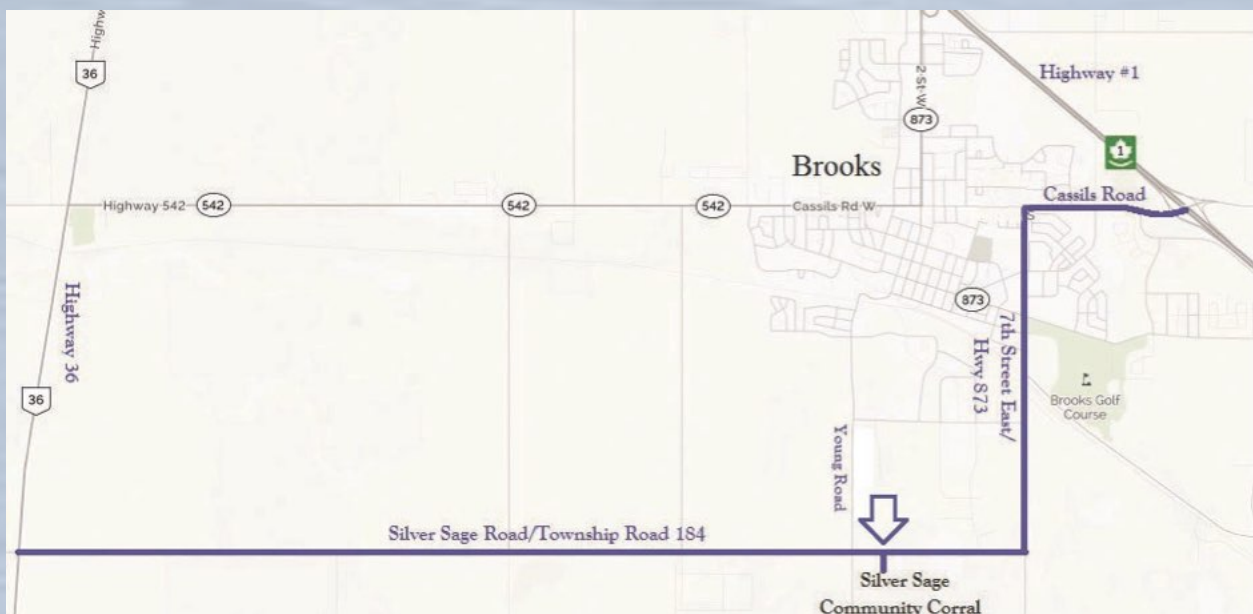 Highw
36
2 St W
Highway #1
873
1
Brooks
Cassils Road
Highway 542
542
542
542
Cassils Rd W
S
Highway 36
873
7th Street East/
Hwy 873
36
Brooks Golf
Course
Young Road
Silver Sage Road/Township Road 184
Silver Sage
Community Corral